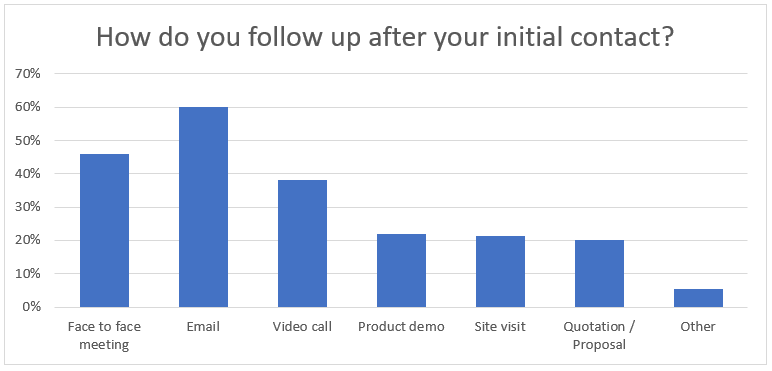 How do you follow up after your initial contact?
70%
60%
50%
40%
30%
20%
10%
0%
Face to face
meeting
Email
Video call
Product demo
Site visit
Quotation /
Proposal
Other